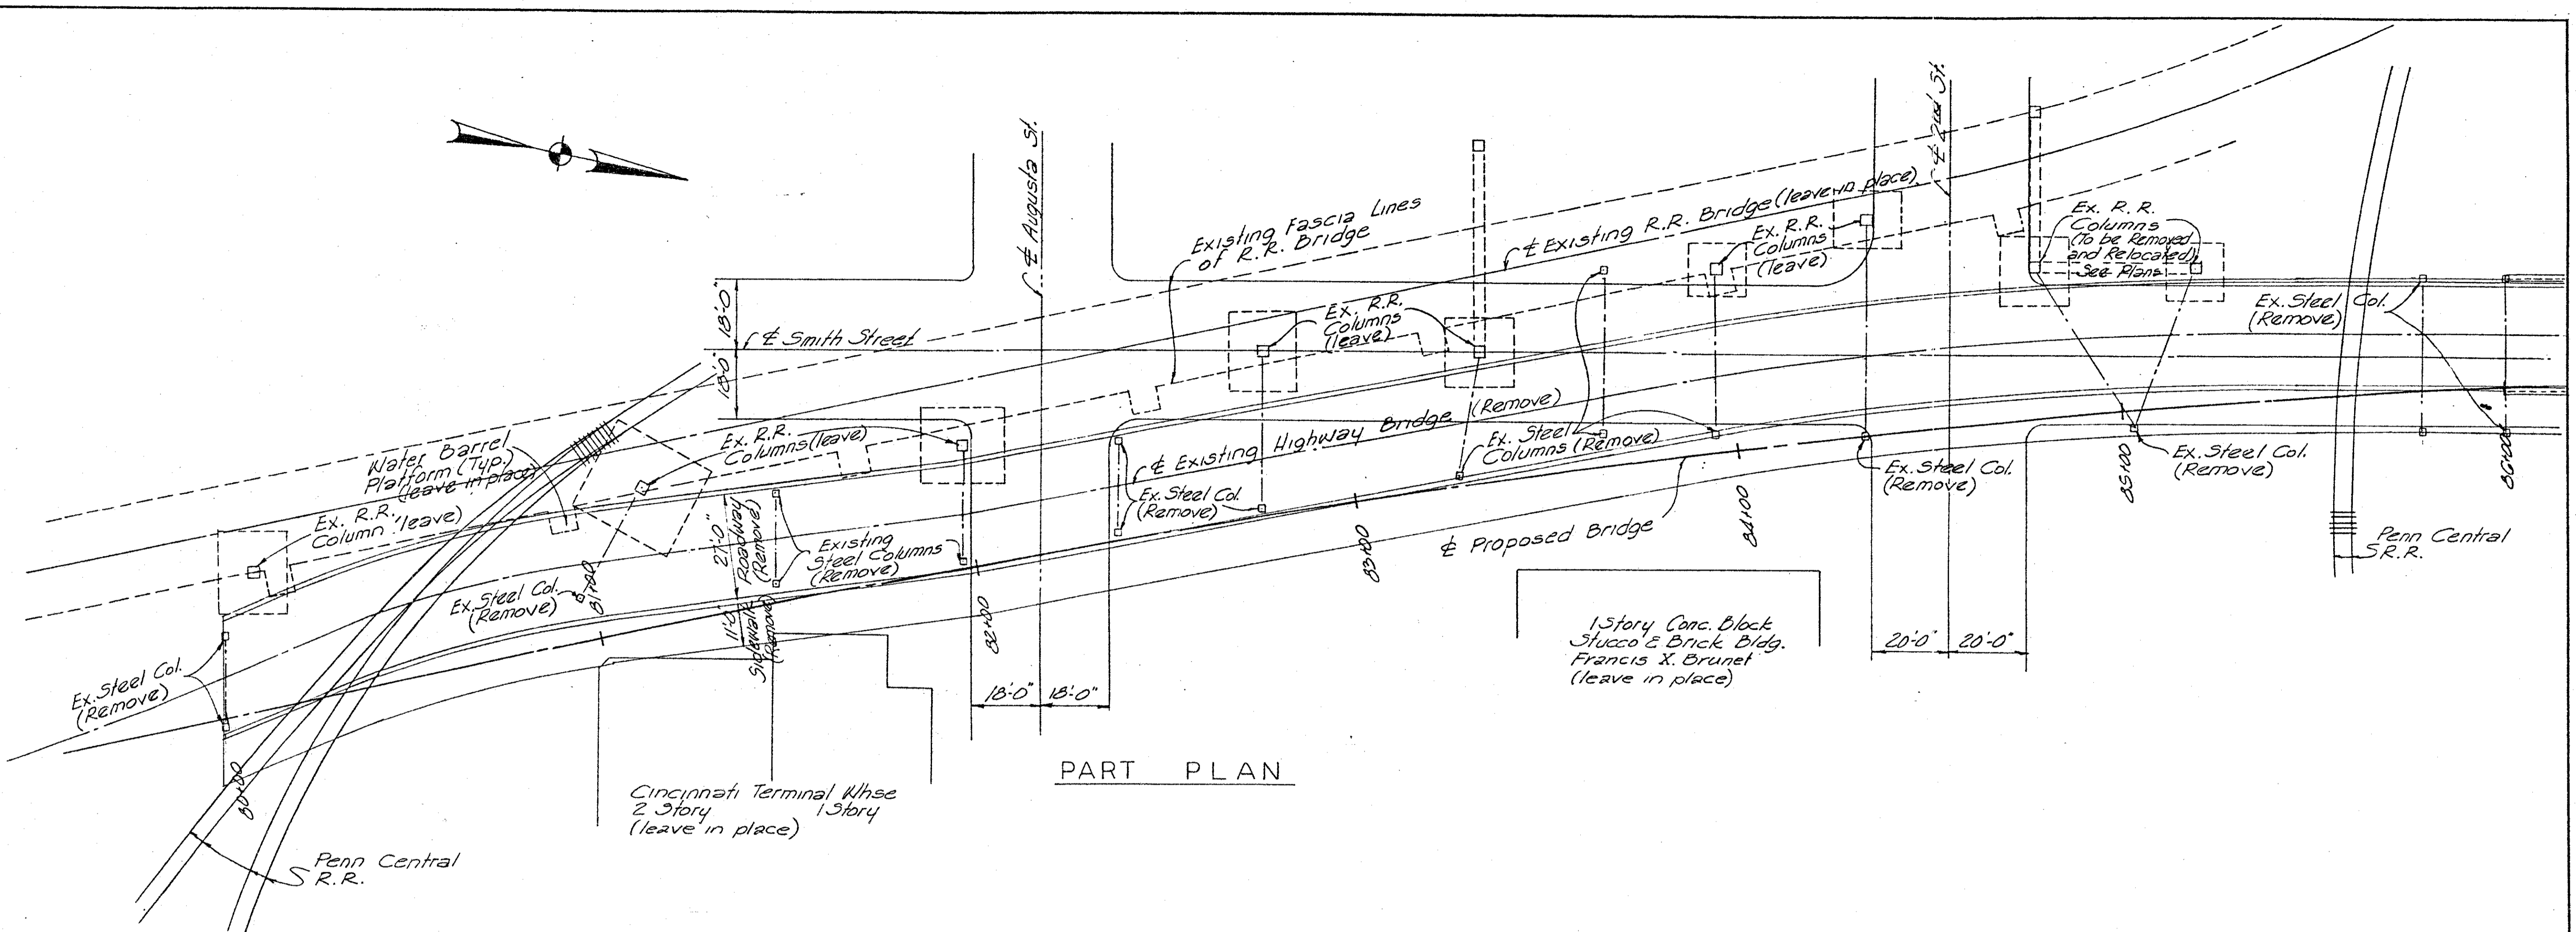 ₵ Augusta St.
₵ 2nd St.
Existing Fascia Lines
of R.R. Bridge
₵ Existing R.R. Bridge (leave in place)
Ex. R.R.
Columns
(leave)
Ex. R.R.
Columns
(To be Removed
and Relocated)
See Plans
18'-0"
18'-0"
₵ Smith Street
Ex. R.R.
Columns
(leave)
Ex. Steel Col.
(Remove)
Water Barrel
Platform (Typ.)
(leave in place)
Ex. R.R.
Columns (leave)
₵ Existing Highway Bridge (Remove)
Ex. Steel
Columns (Remove)
Ex. Steel Col.
(Remove)
Ex. Steel Col.
(Remove)
85+00
86+00
Ex. R.R.
Column (leave)
21'-0"
Roadway
(Remove)
Existing
Steel Columns
(Remove)
Ex. Steel Col.
(Remove)
83+00
₵ Proposed Bridge
84+00
Penn Central
R.R.
Ex. Steel Col.
(Remove)
81+00
11'-0"
Sidewalk
(Remove)
82+00
1 Story Conc. Block
Stucco & Brick Bldg.
Francis X. Brunet
(leave in place)
20'-0" 20'-0"
Ex. Steel Col.
(Remove)
18'-0" 18'-0"
80+00
PART PLAN
Cincinnati Terminal Whse
2 Story 1 Story
(leave in place)
Penn Central
R.R.